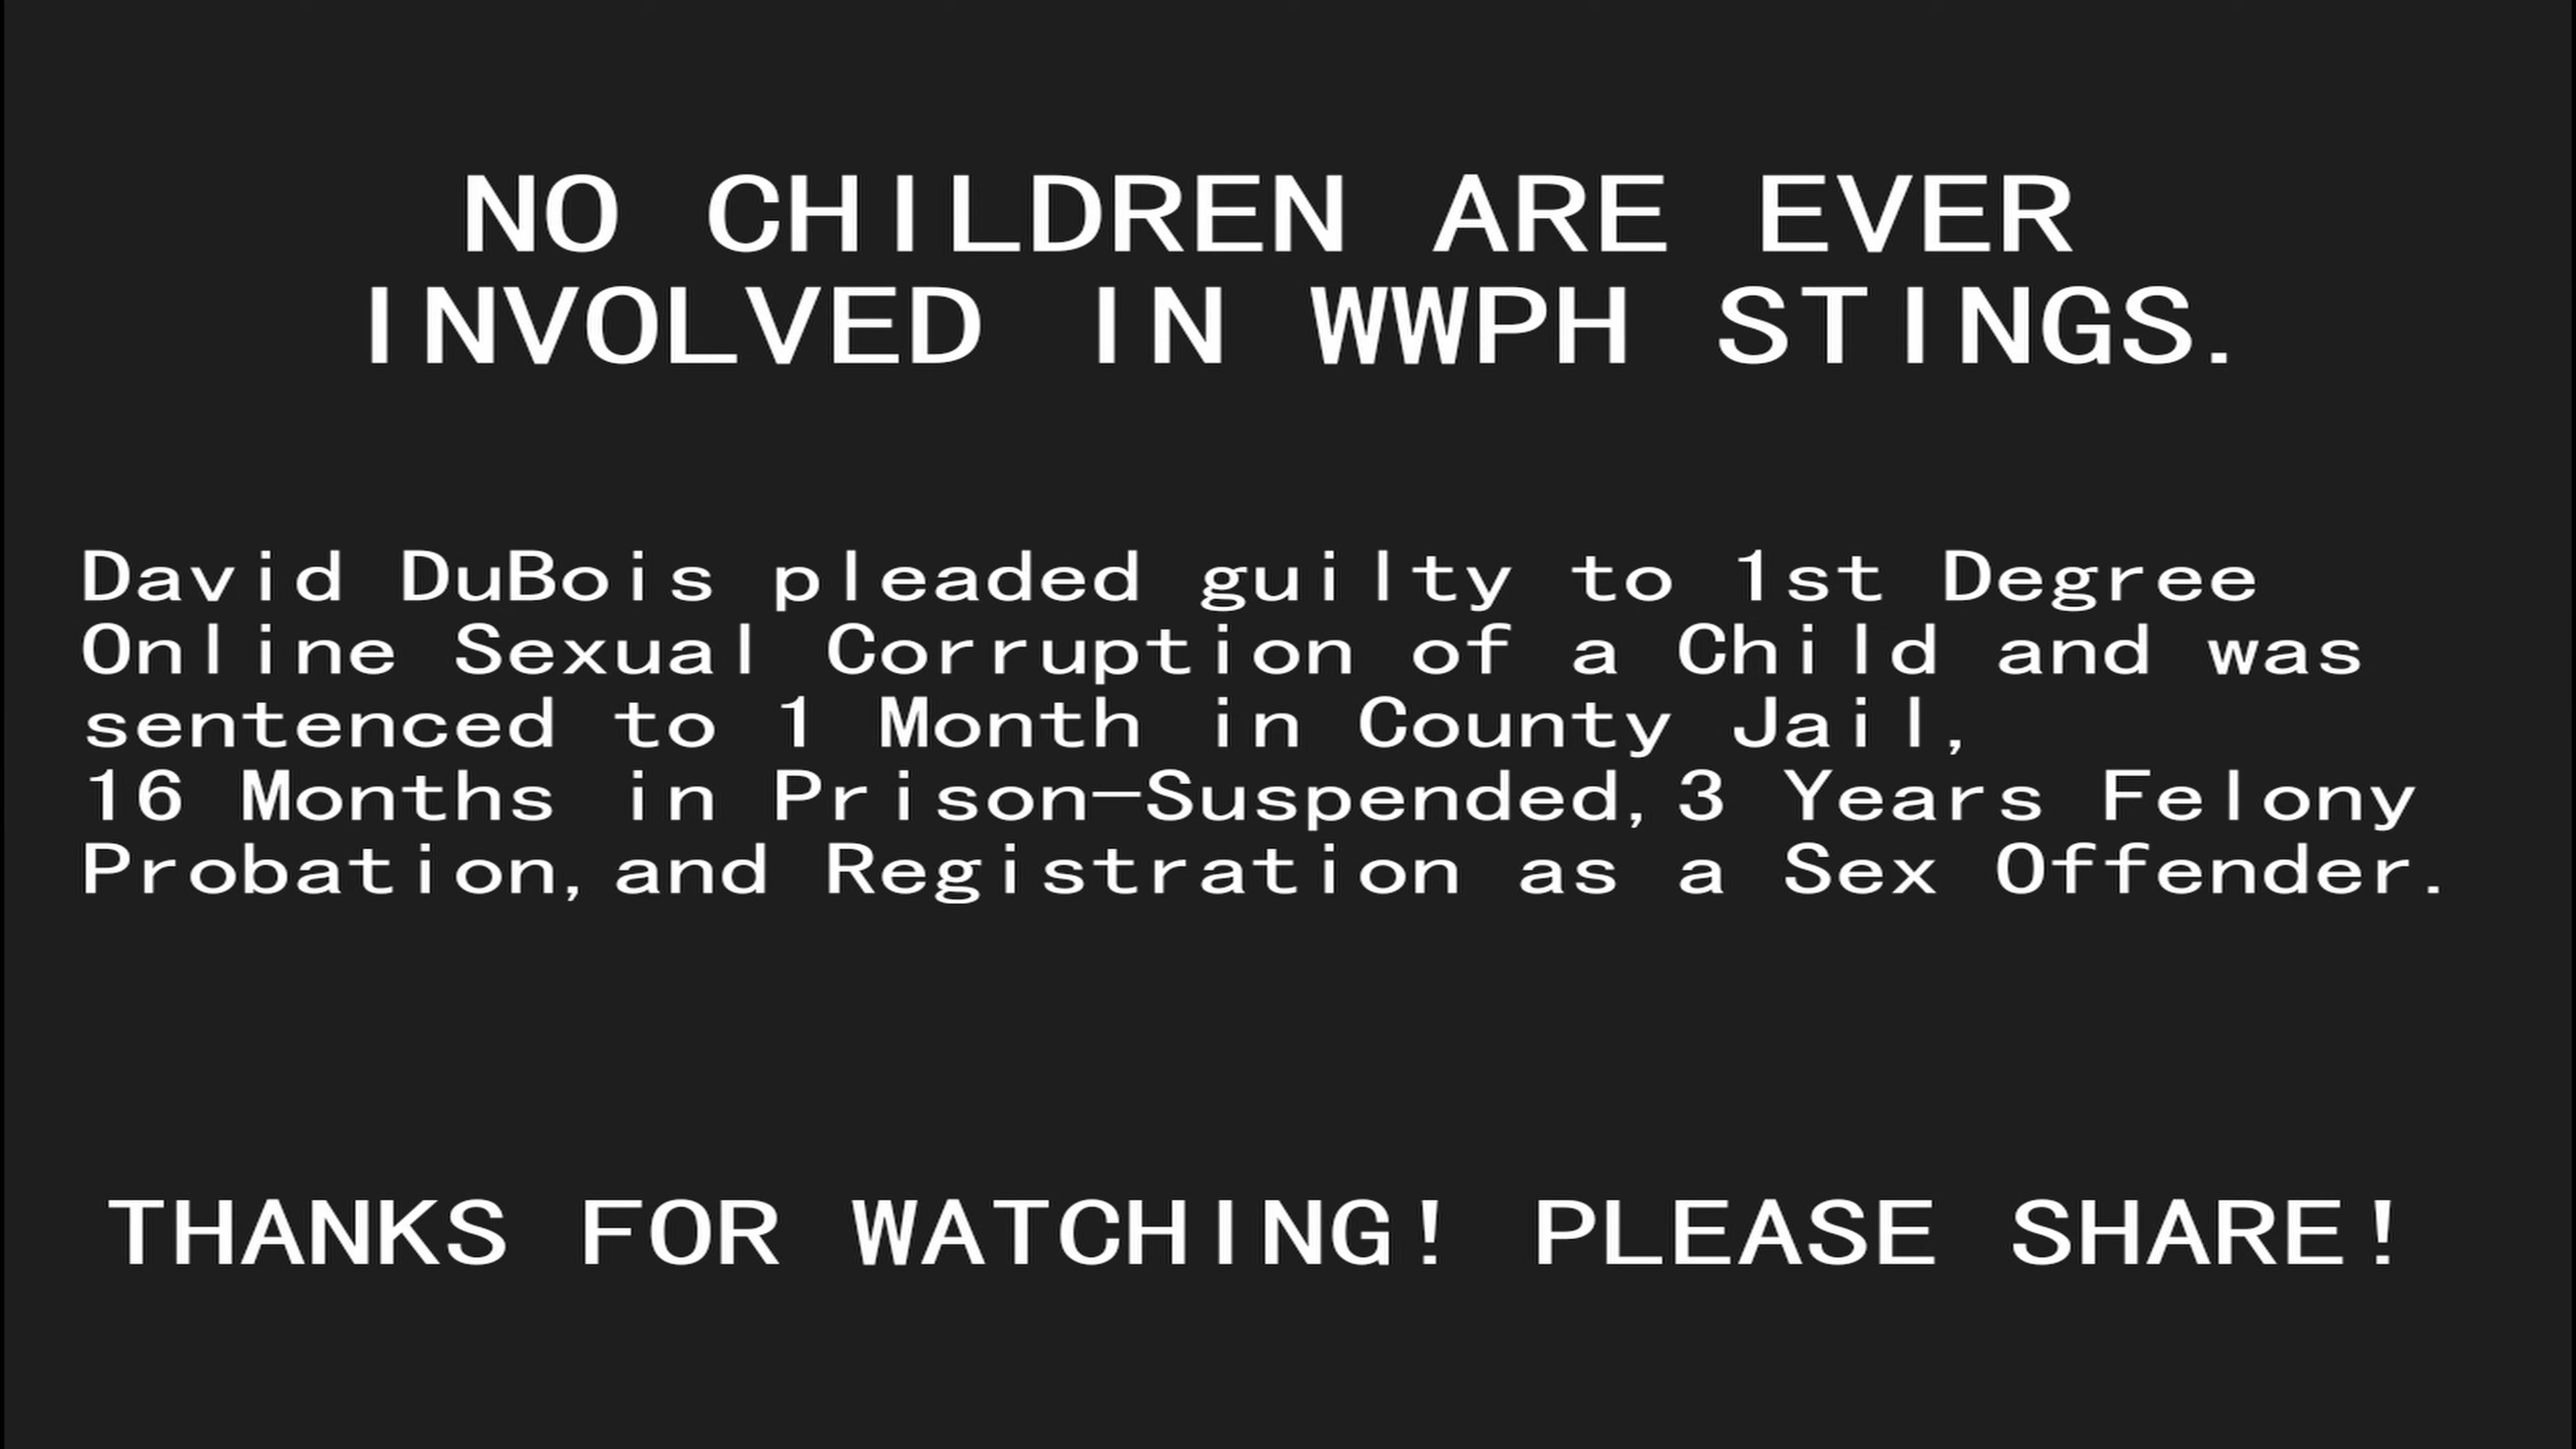 NO CHILDREN ARE EVER
INVOLVED IN WWPH STINGS.
David DuBois pleaded guilty to 1st Degree
Online Sexual Corruption of a Child and was
sentenced to 1 Month in County Jail,
16 Months in Prison—Suspended, 3 Years Felony
Probation, and Registration as a Sex Offender.
THANKS FOR WATCHING! PLEASE SHARE!